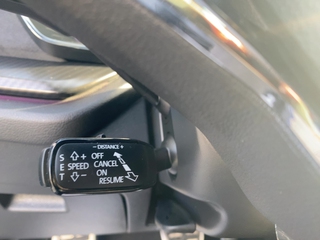 − DISTANCE +
S ⇧+ OFF
E SPEED CANCEL
T ⇩− ON
RESUME